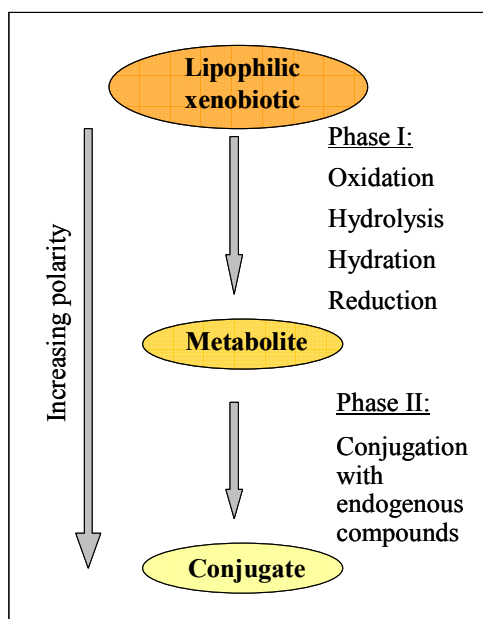 Lipophilic
xenobiotic
Phase I:
Oxidation
Hydrolysis
Hydration
Reduction
Increasing polarity
Metabolite
Phase II:
Conjugation
with
endogenous
compounds
Conjugate